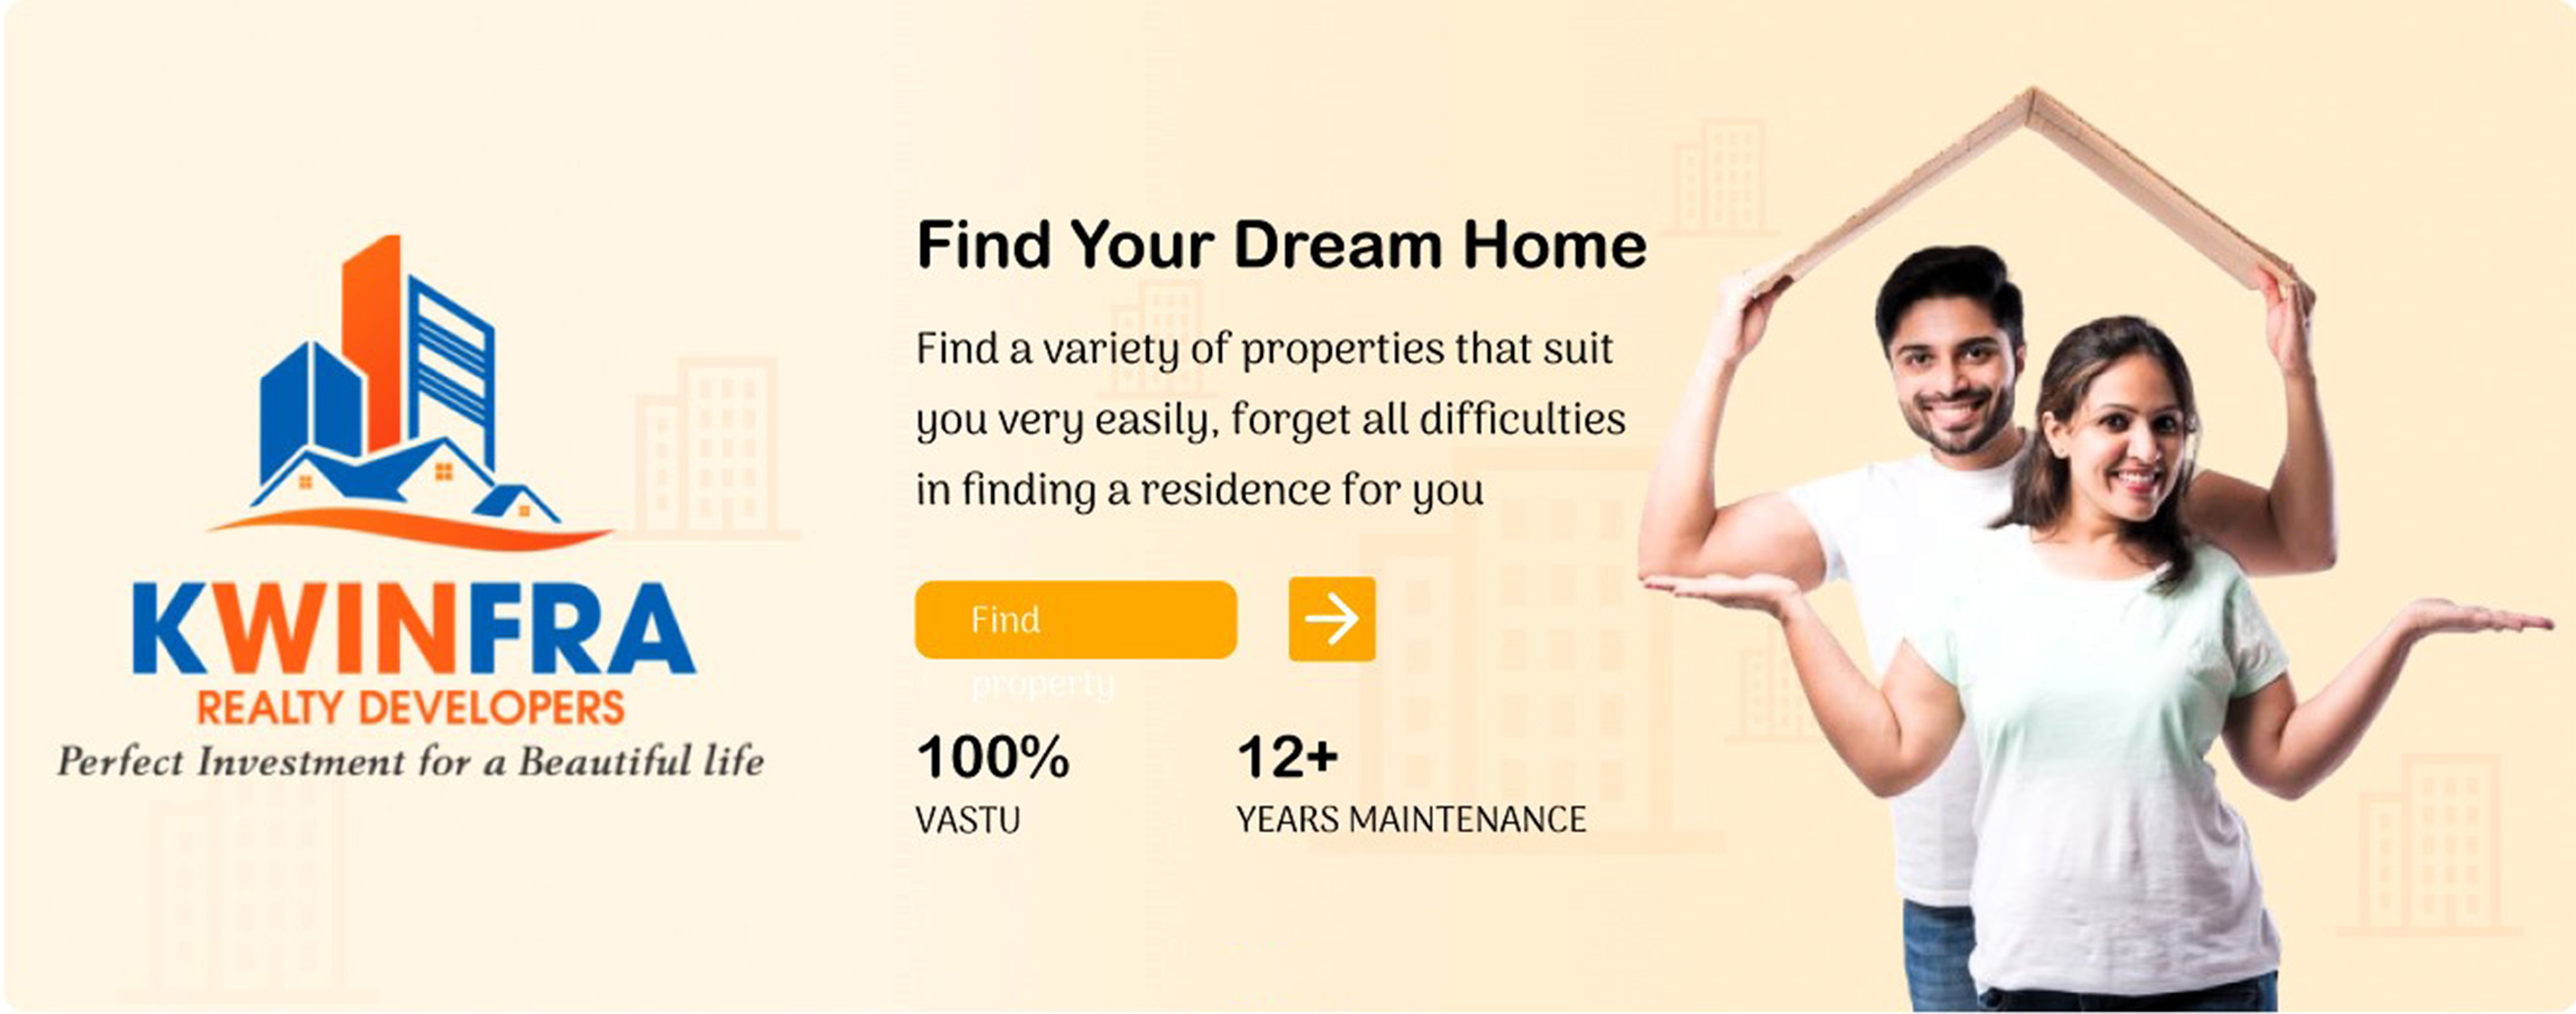 KWINFRA
REALTY DEVELOPERS
Perfect Investment for a Beautiful life
Find Your Dream Home
Find a variety of properties that suit
you very easily, forget all difficulties
in finding a residence for you
Find
property
100%
VASTU
12+
YEARS MAINTENANCE